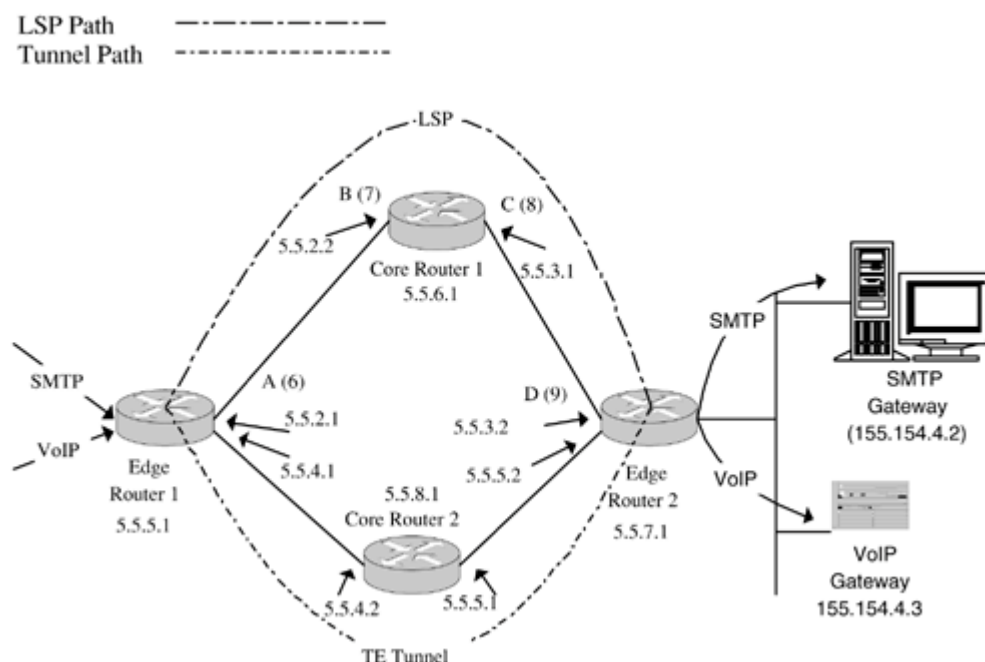 LSP Path
Tunnel Path
LSP
B (7)
C (8)
5.5.2.2
5.5.3.1
Core Router 1
5.5.6.1
SMTP
A (6)
D (9)
SMTP
SMTP
Gateway
(155.154.4.2)
5.5.2.1
5.5.3.2
VoIP
5.5.4.1
5.5.5.2
VoIP
Edge
Router 1
5.5.5.1
5.5.8.1
Core Router 2
Edge
Router 2
5.5.7.1
VoIP
Gateway
155.154.4.3
5.5.4.2
5.5.5.1
TE Tunnel